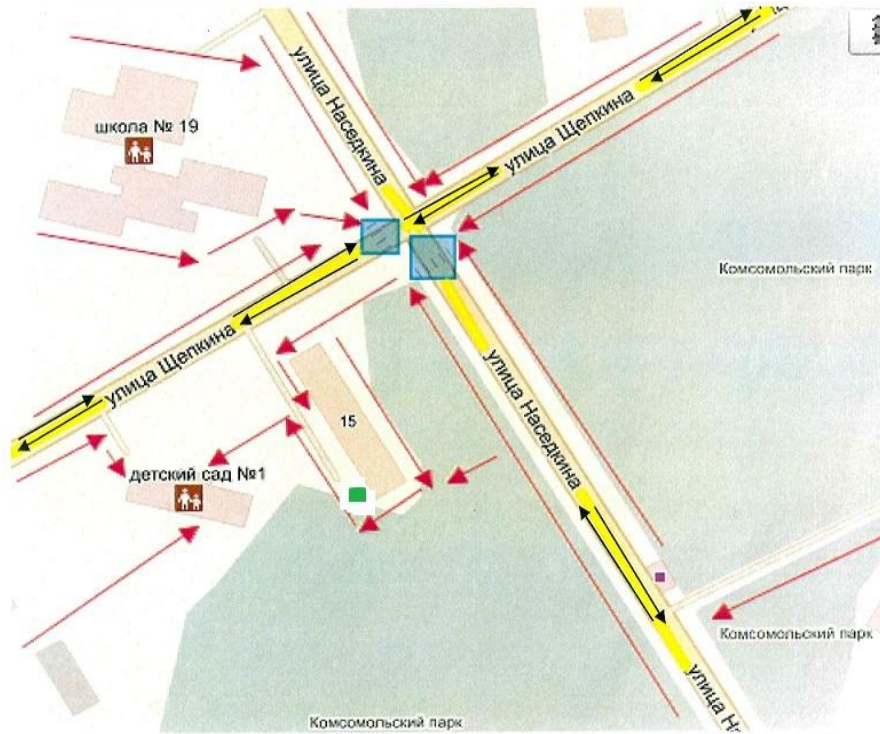 улица Наседкина
улица Щепкина
школа № 19
Комсомольский парк
улица Щепкина
улица Наседкина
15
детский сад №1
Комсомольский парк
улица На
Комсомольский парк